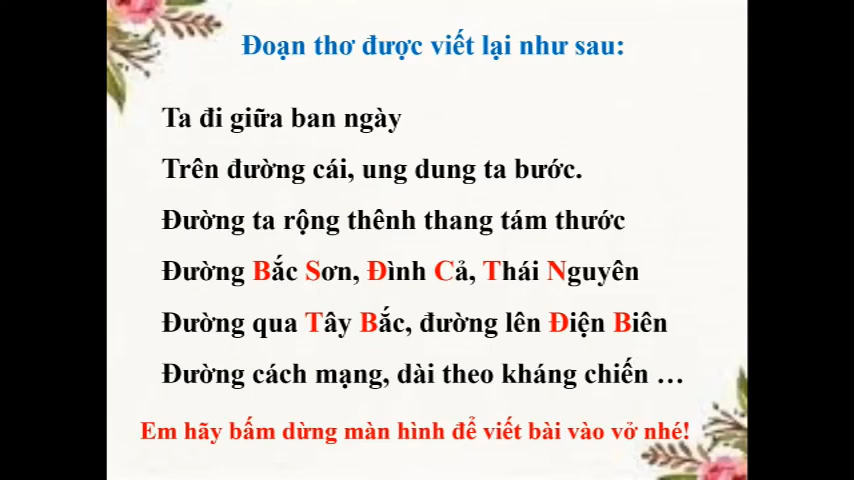 Đoạn thơ được viết lại như sau:
Ta đi giữa ban ngày
Trên đường cái, ung dung ta bước.
Đường ta rộng thênh thang tám thước
Đường Bắc Sơn, Đình Cả, Thái Nguyên
Đường qua Tây Bắc, đường lên Điện Biên
Đường cách mạng, dài theo kháng chiến …
Em hãy bấm dừng màn hình để viết bài vào vở nhé!